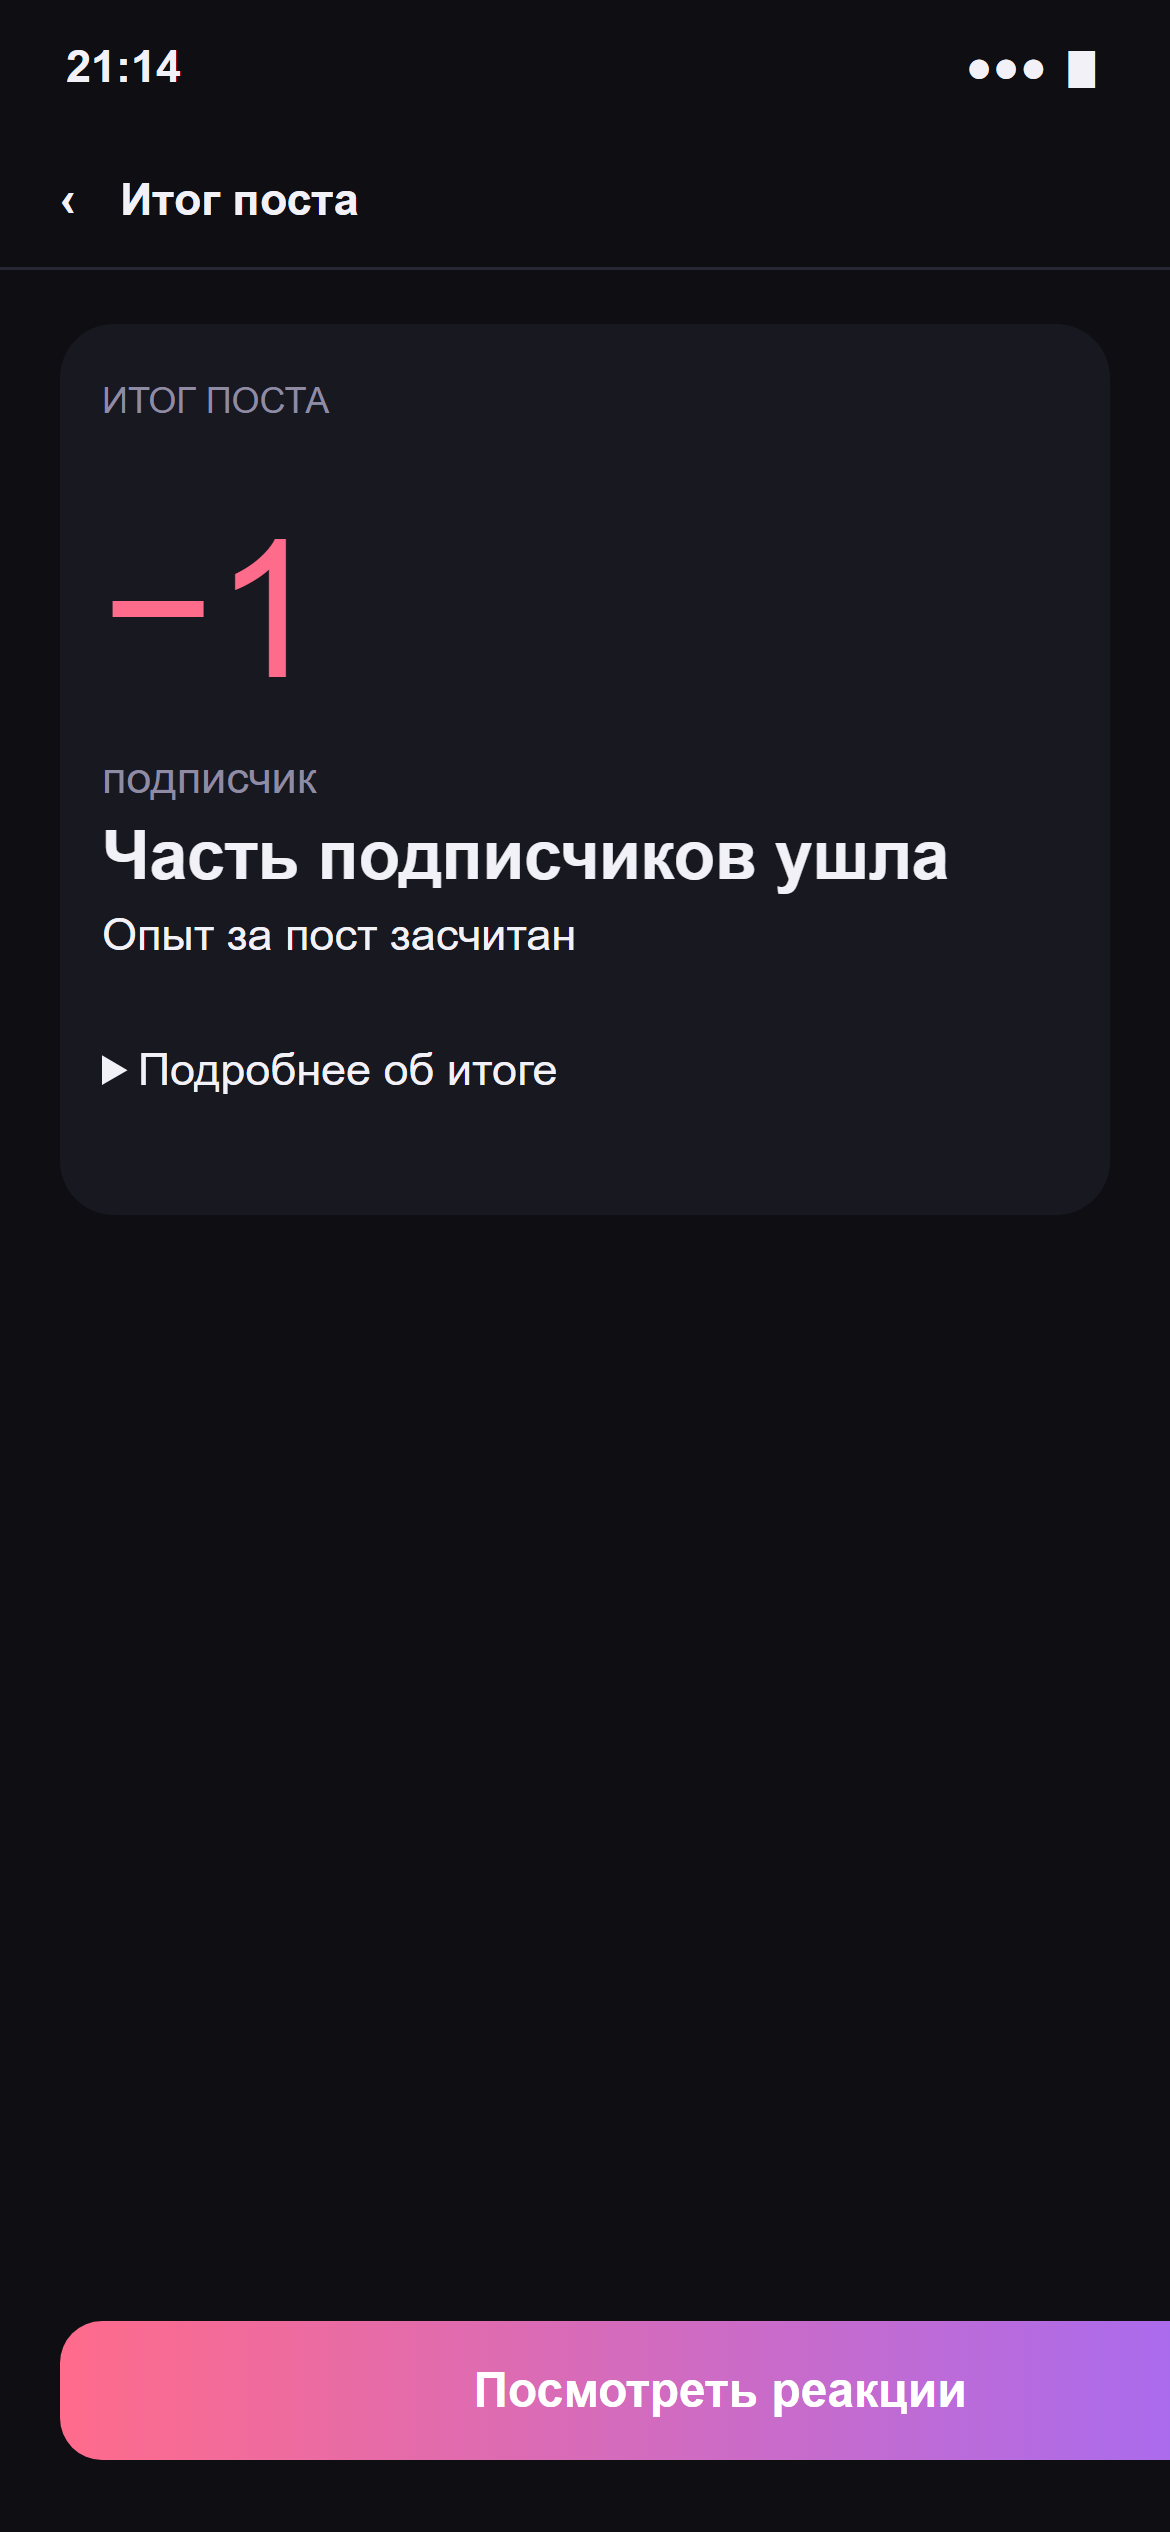 21:14
‹ Итог поста
ИТОГ ПОСТА
−1
подписчик
Часть подписчиков ушла
Опыт за пост засчитан
▶ Подробнее об итоге
Посмотреть реакции